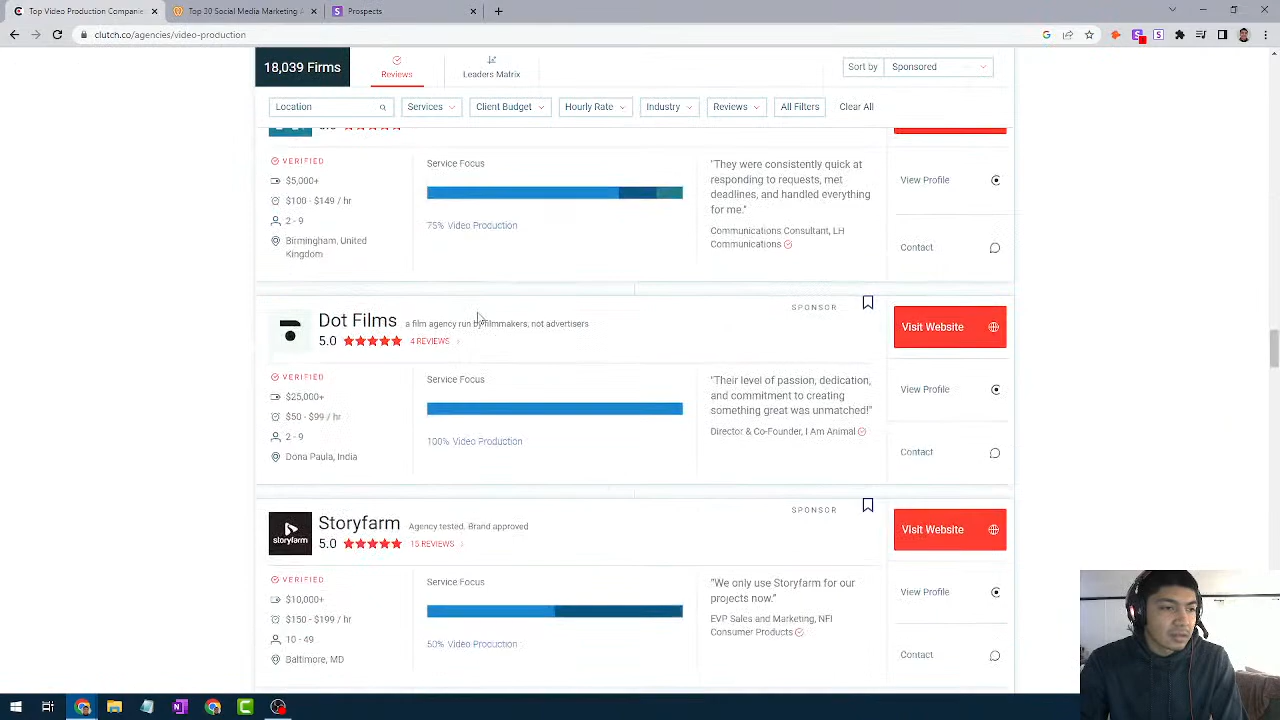 Top Video Production Companie
Top 30 Social Media Marketing
Prospects
clutch.co/agencies/video-production
18,039 Firms
Reviews
Leaders Matrix
Sort by
Sponsored
Location
Services
Client Budget
Hourly Rate
Industry
Reviews
All Filters
Clear All
VERIFIED
$5,000+
$100 - $149 / hr
2 - 9
Birmingham, United
Kingdom
Service Focus
75% Video Production
"They were consistently quick at
responding to requests, met
deadlines, and handled everything
for me."
Communications Consultant, LH
Communications
View Profile
Contact
Dot Films
a film agency run by filmmakers, not advertisers
5.0
4 REVIEWS
SPONSOR
Visit Website
VERIFIED
$25,000+
$50 - $99 / hr
2 - 9
Dona Paula, India
Service Focus
100% Video Production
"Their level of passion, dedication,
and commitment to creating
something great was unmatched!"
Director & Co-Founder, I Am Animal
View Profile
Contact
storyfarm
Storyfarm
Agency tested. Brand approved
5.0
15 REVIEWS
SPONSOR
Visit Website
VERIFIED
$10,000+
$150 - $199 / hr
10 - 49
Baltimore, MD
Service Focus
50% Video Production
"We only use Storyfarm for our
projects now."
EVP Sales and Marketing, NFI
Consumer Products
View Profile
Contact